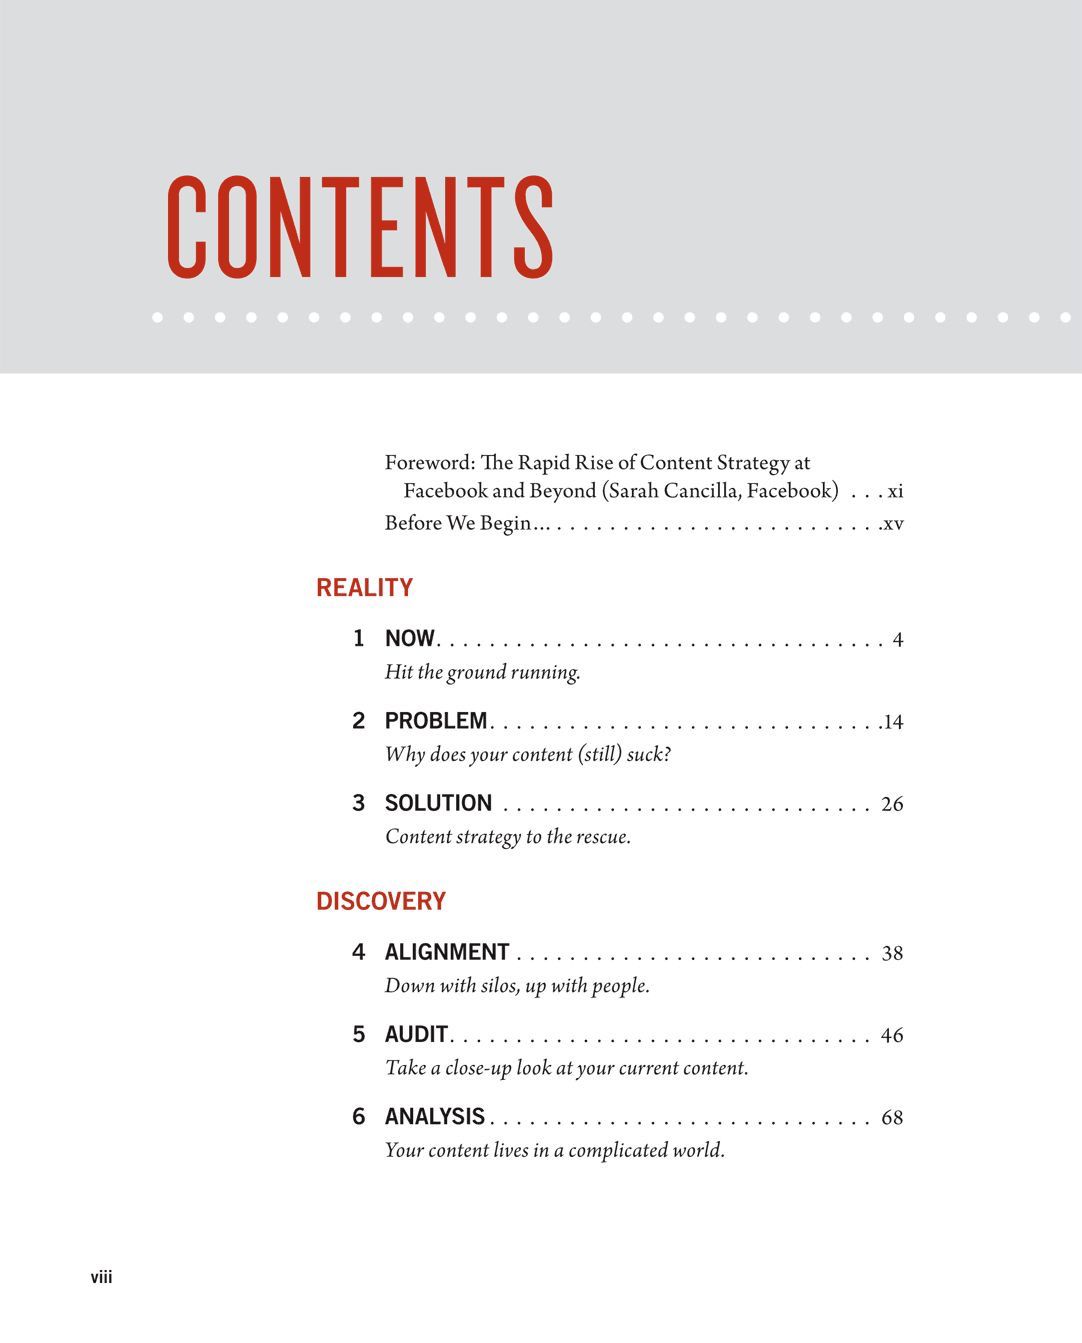 CONTENTS
Foreword: The Rapid Rise of Content Strategy at
Facebook and Beyond (Sarah Cancilla, Facebook) . . . xi
Before We Begin... . . . . . . . . . . . . . . . . . . . . . . . . .xv
REALITY
1 NOW. . . . . . . . . . . . . . . . . . . . . . . . . . . . . . . . . . 4
Hit the ground running.
2 PROBLEM. . . . . . . . . . . . . . . . . . . . . . . . . . . . . .14
Why does your content (still) suck?
3 SOLUTION . . . . . . . . . . . . . . . . . . . . . . . . . . . . 26
Content strategy to the rescue.
DISCOVERY
4 ALIGNMENT . . . . . . . . . . . . . . . . . . . . . . . . . . . 38
Down with silos, up with people.
5 AUDIT. . . . . . . . . . . . . . . . . . . . . . . . . . . . . . . . 46
Take a close-up look at your current content.
6 ANALYSIS . . . . . . . . . . . . . . . . . . . . . . . . . . . . . 68
Your content lives in a complicated world.
viii